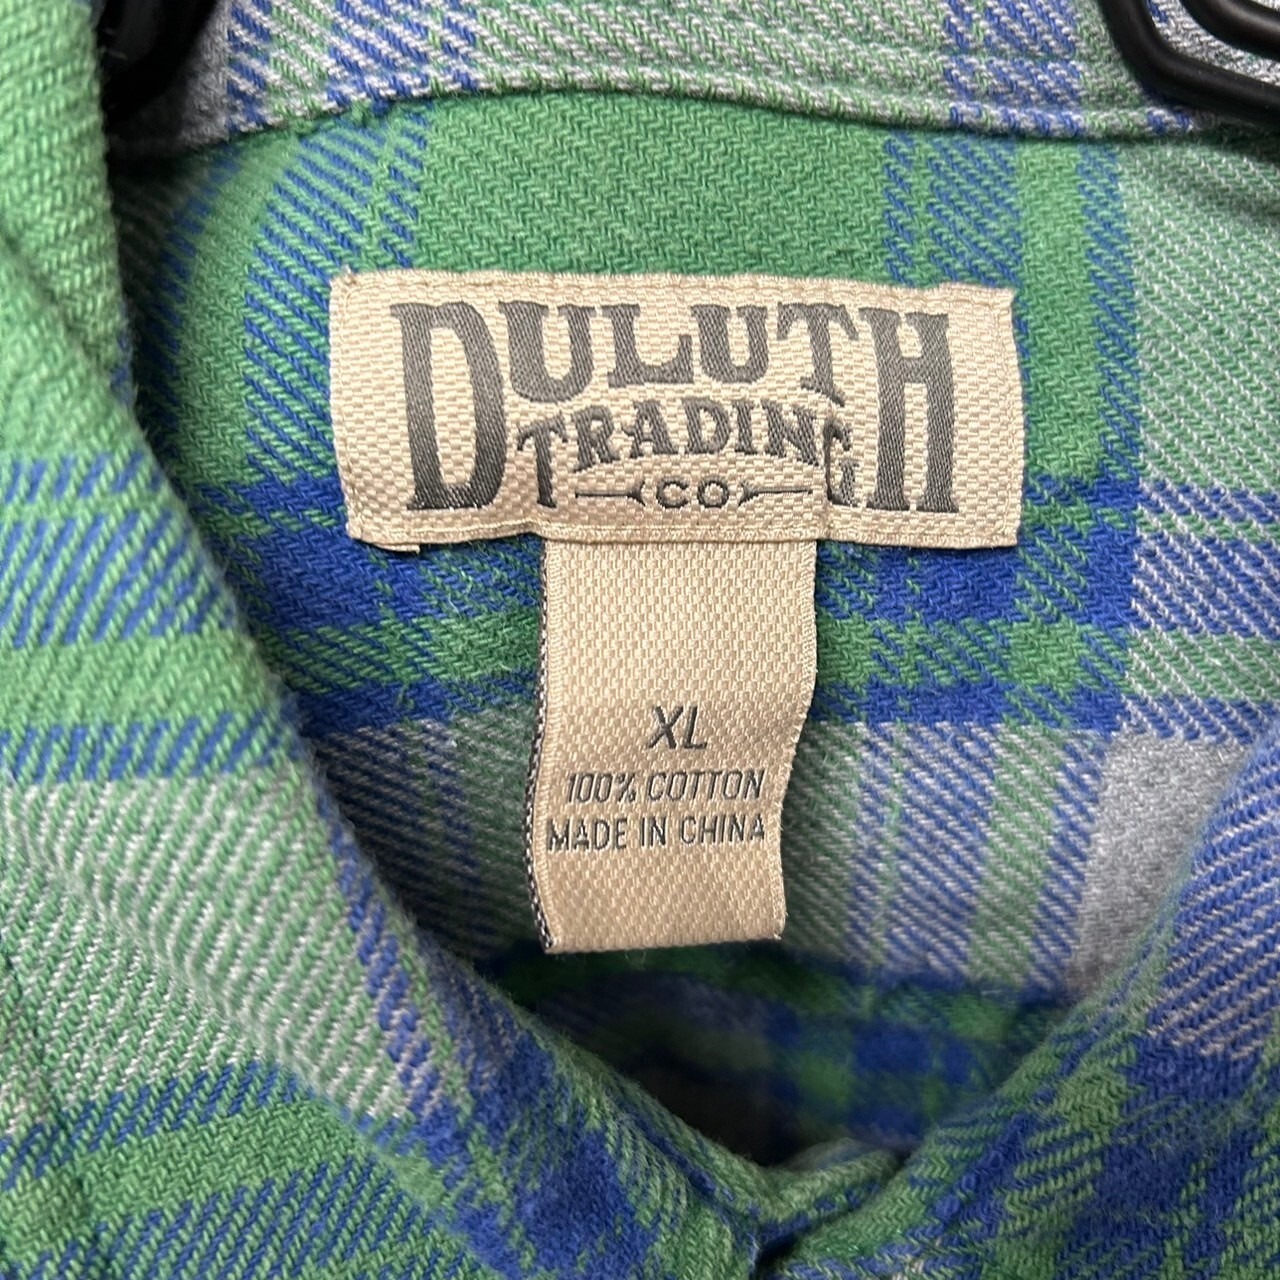 DULUTH
TRADING
CO
XL
100% COTTON
MADE IN CHINA